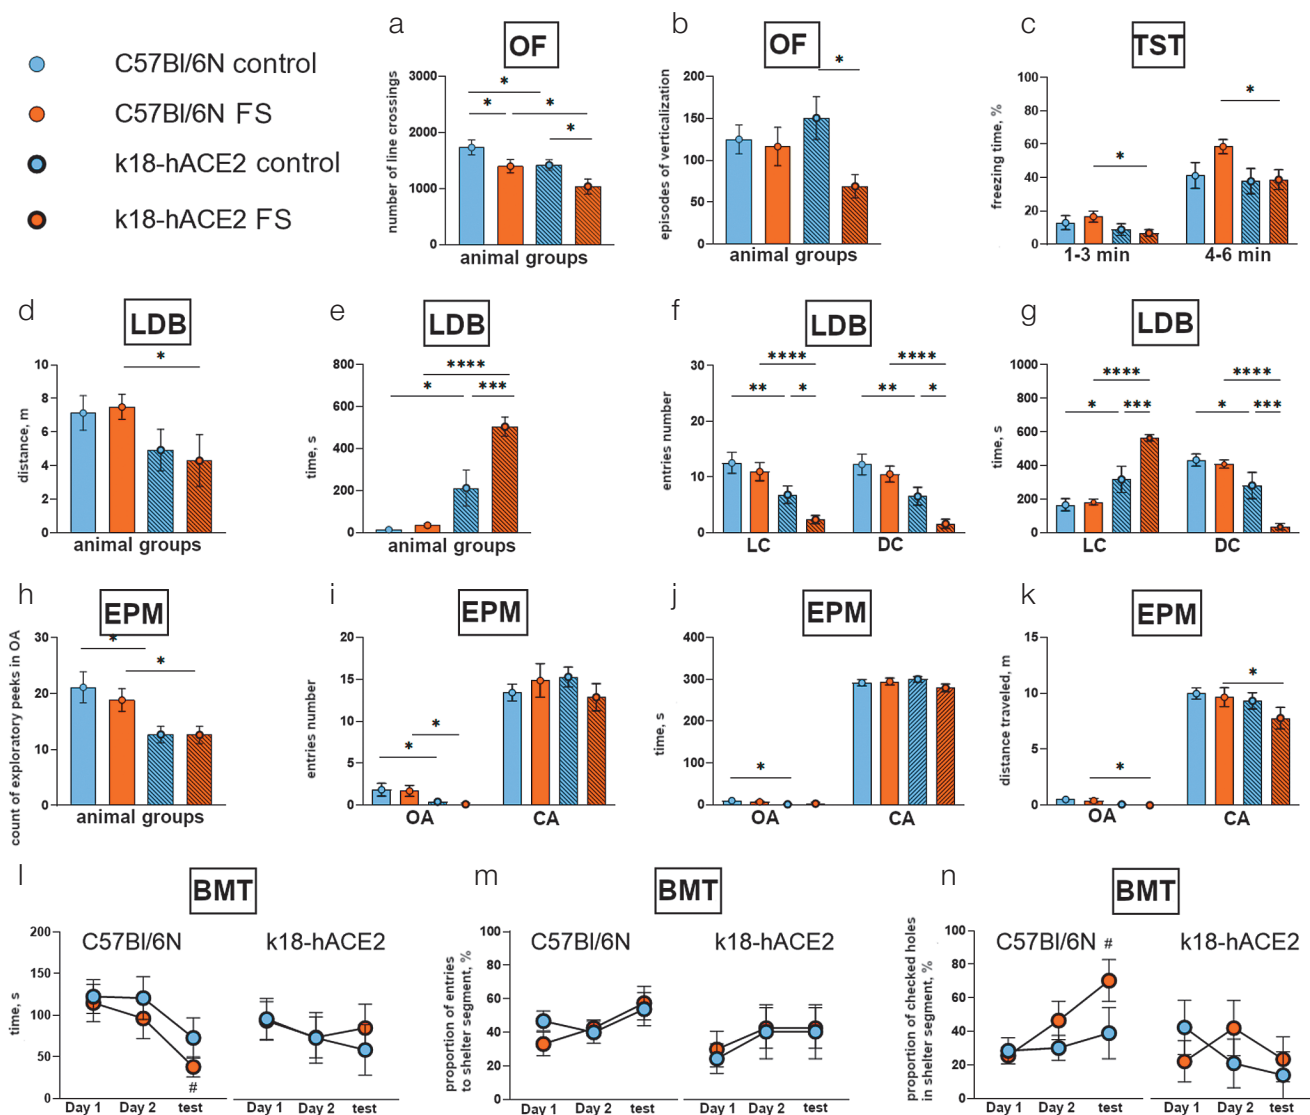 C57Bl/6N control
C57Bl/6N FS
k18-hACE2 control
k18-hACE2 FS
a
OF
number of line crossings
3000
2000
1000
0
*
*
*
*
animal groups
b
OF
episodes of verticalization
200
150
100
50
0
*
animal groups
c
TST
freezing time, %
100
80
60
40
20
0
*
*
1-3 min
4-6 min
d
LDB
distance, m
10
8
6
4
2
0
*
animal groups
e
LDB
time, s
800
600
400
200
0
****
*
***
animal groups
f
LDB
entries number
30
20
10
0
****
****
**
*
**
*
LC
DC
g
LDB
time, s
1000
800
600
400
200
0
****
****
*
***
*
***
LC
DC
h
EPM
count of exploratory peeks in OA
30
20
10
0
*
*
animal groups
i
EPM
entries number
20
15
10
5
0
*
*
OA
CA
j
EPM
time, s
400
300
200
100
0
*
OA
CA
k
EPM
distance traveled, m
15
10
5
0
*
*
OA
CA
l
BMT
C57Bl/6N
k18-hACE2
time, s
200
150
100
50
0
#
Day 1 Day 2 test
Day 1 Day 2 test
m
BMT
C57Bl/6N
k18-hACE2
proportion of entries
to shelter segment, %
100
80
60
40
20
0
Day 1 Day 2 test
Day 1 Day 2 test
n
BMT
C57Bl/6N #
k18-hACE2
proportion of checked holes
in shelter segment, %
100
80
60
40
20
0
Day 1 Day 2 test
Day 1 Day 2 test